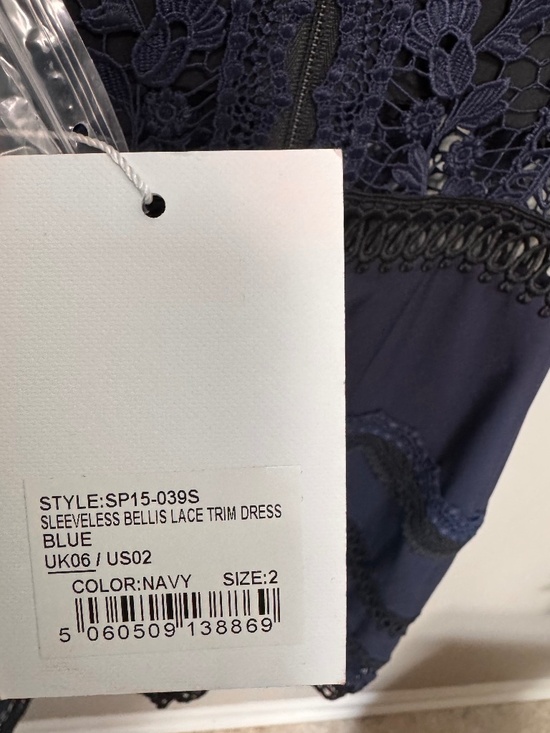 STYLE:SP15-039S
SLEEVELESS BELLIS LACE TRIM DRESS
BLUE
UK06 / US02
COLOR:NAVY SIZE:2
5 060509 138869